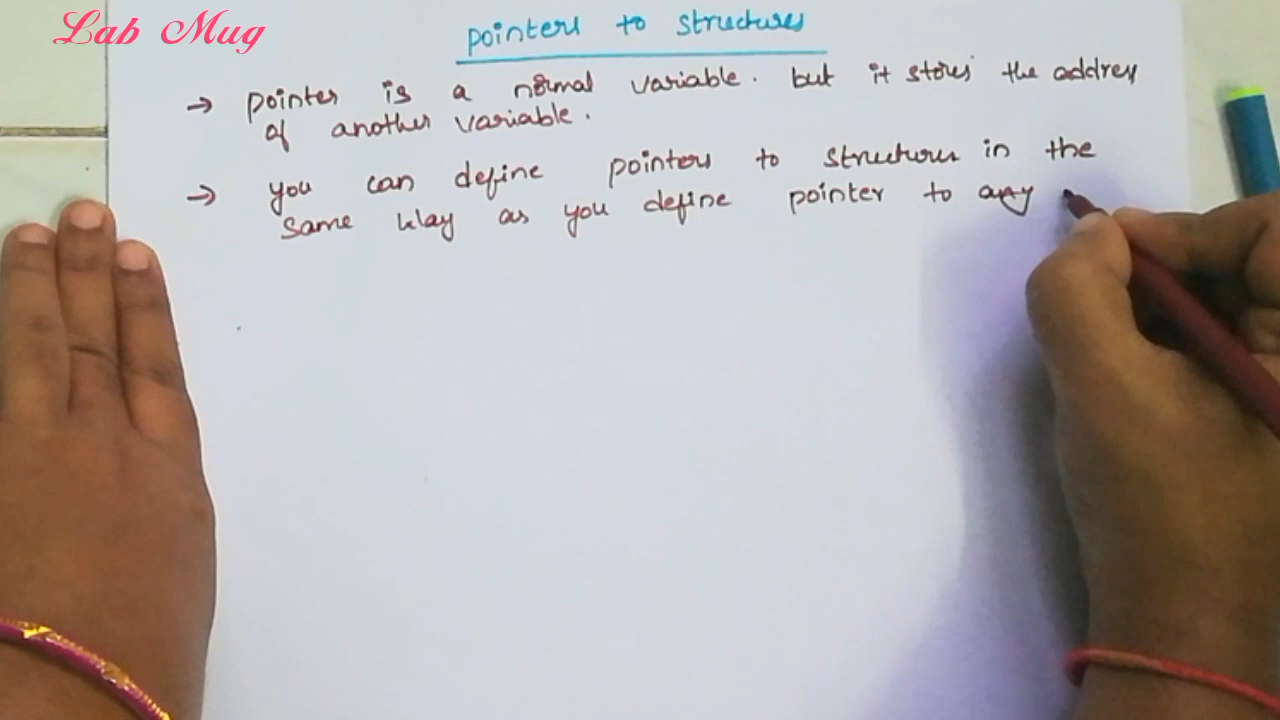 Lab Mug
pointers to structures
→ pointer is a normal variable. but it stores the address
of another variable.
→ you can define pointers to structures in the
same way as you define pointer to any